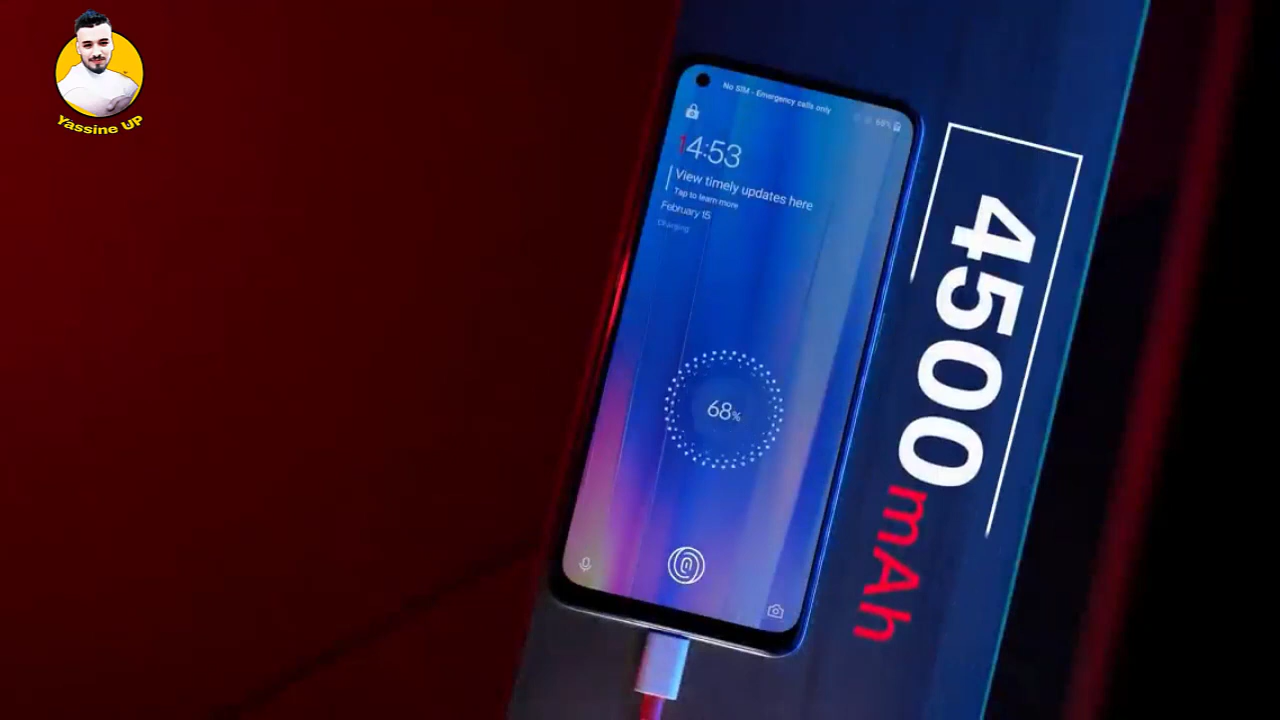 Yassine UP
No SIM - Emergency calls only
68%
14:53
View timely updates here
Tap to learn more
February 15
Charging
68%
4500
mAh